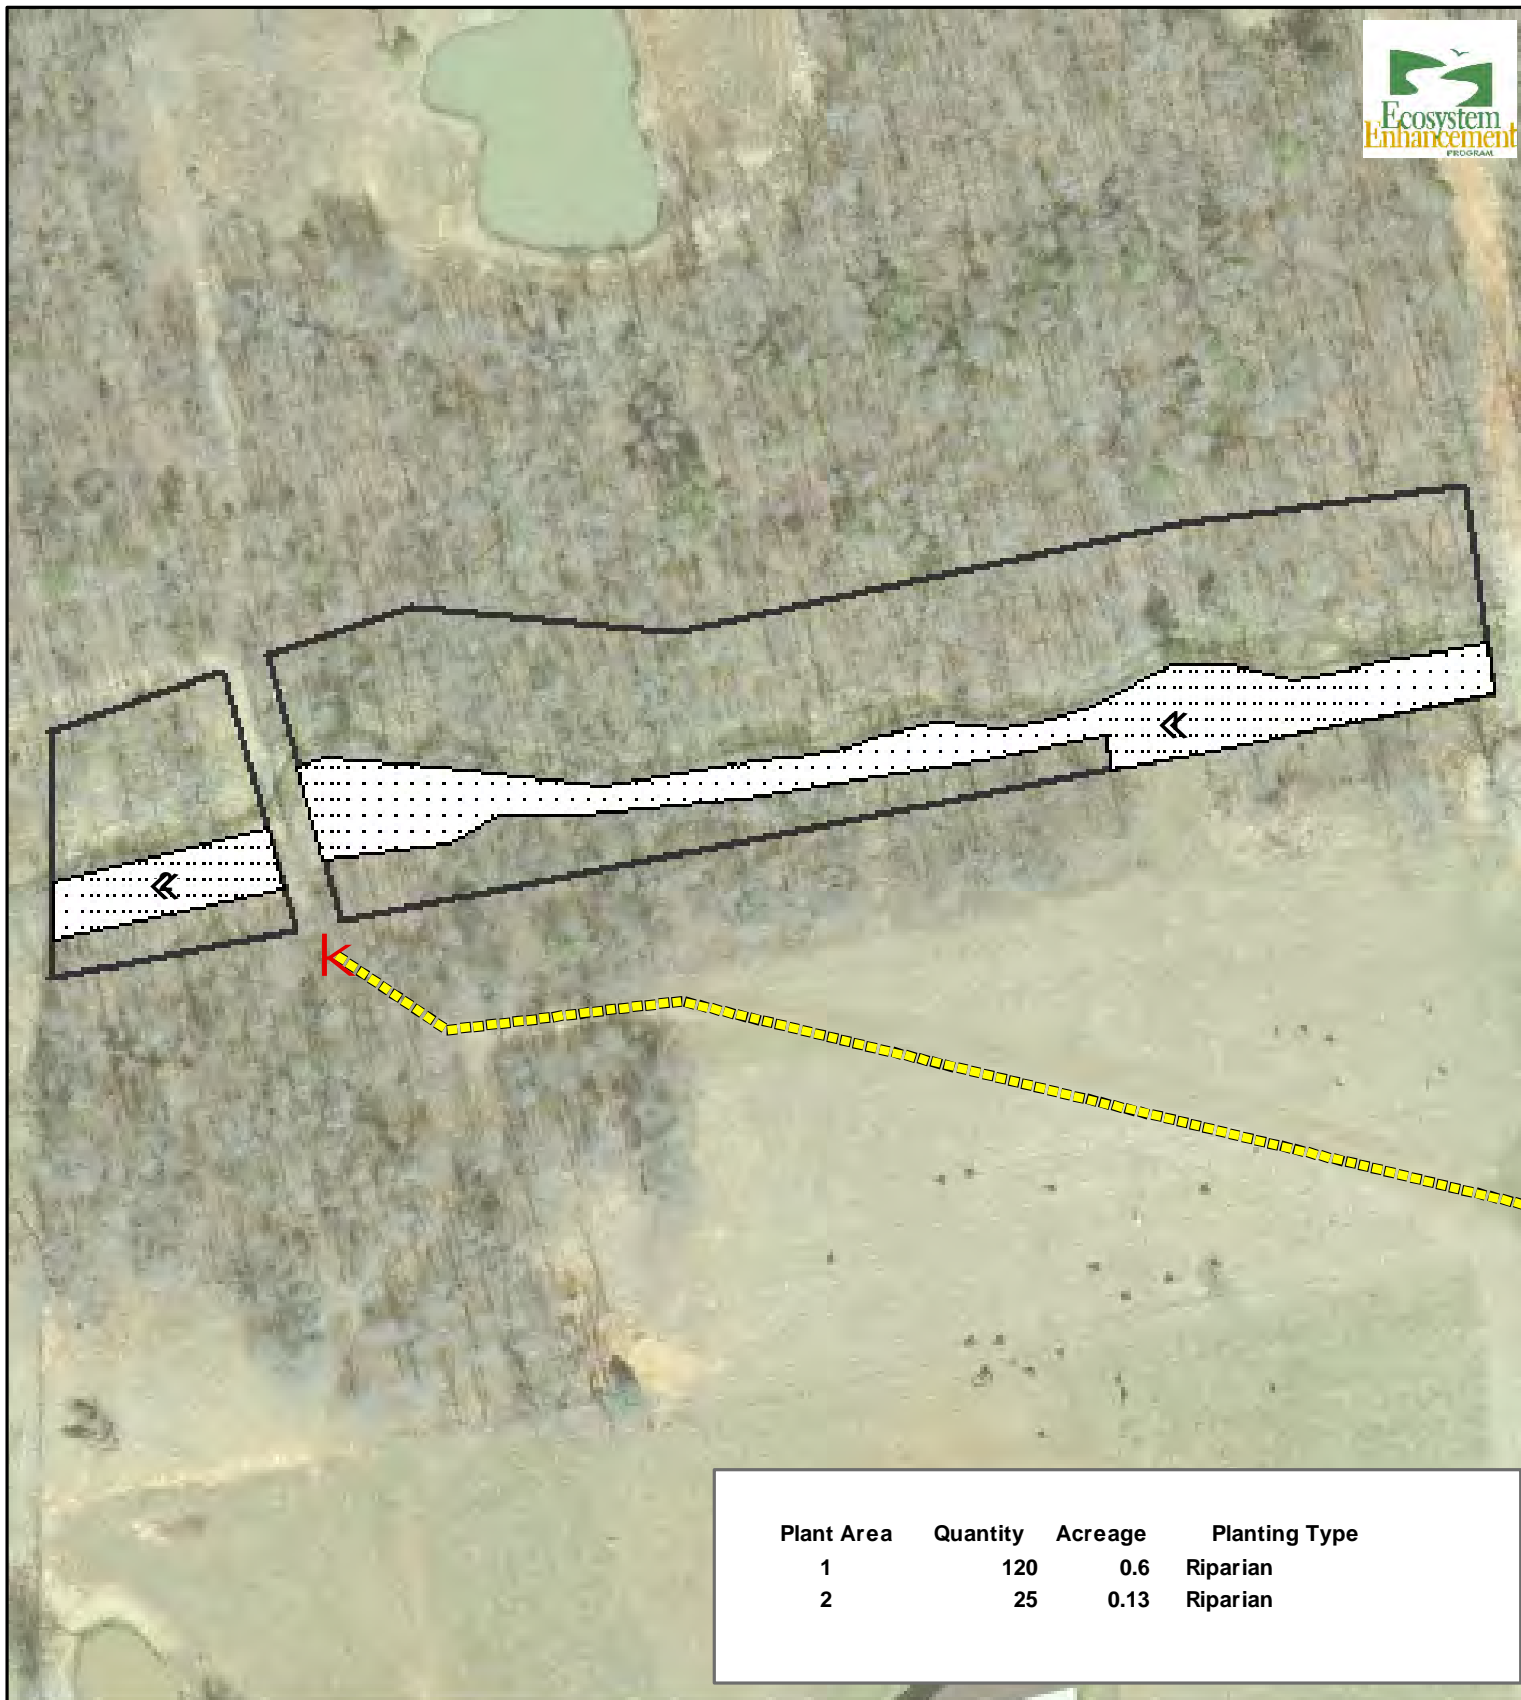 Ecosystem
Enhancement
PROGRAM
Plant Area Quantity Acreage Planting Type
1 120 0.6 Riparian
2 25 0.13 Riparian